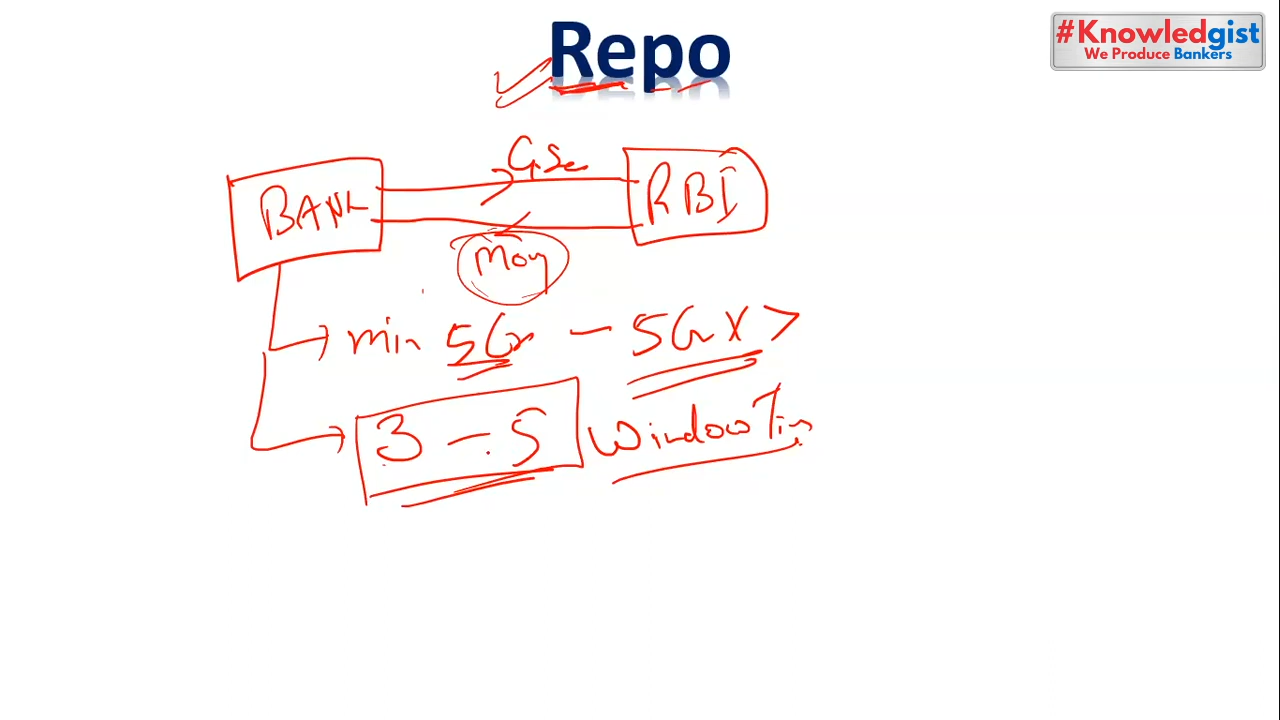 Repo
#Knowledgist
We Produce Bankers
GSec
BANK
RBI
Mon
min 5Cr - 5Cr X >
3 - 5 Window Tim